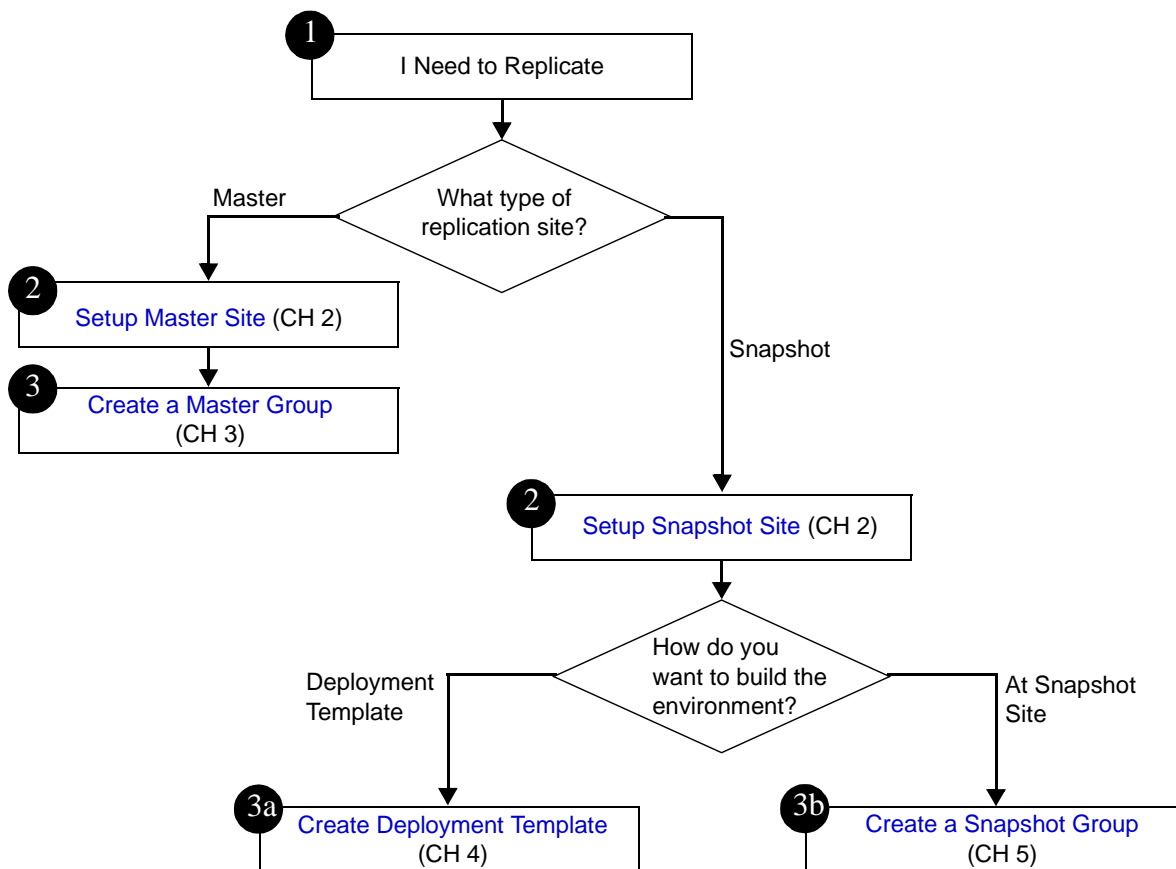 1
I Need to Replicate
What type of
replication site?
Master
2
Setup Master Site (CH 2)
3
Create a Master Group
(CH 3)
Snapshot
2
Setup Snapshot Site (CH 2)
How do you
want to build the
environment?
Deployment
Template
At Snapshot
Site
3a
Create Deployment Template
(CH 4)
3b
Create a Snapshot Group
(CH 5)